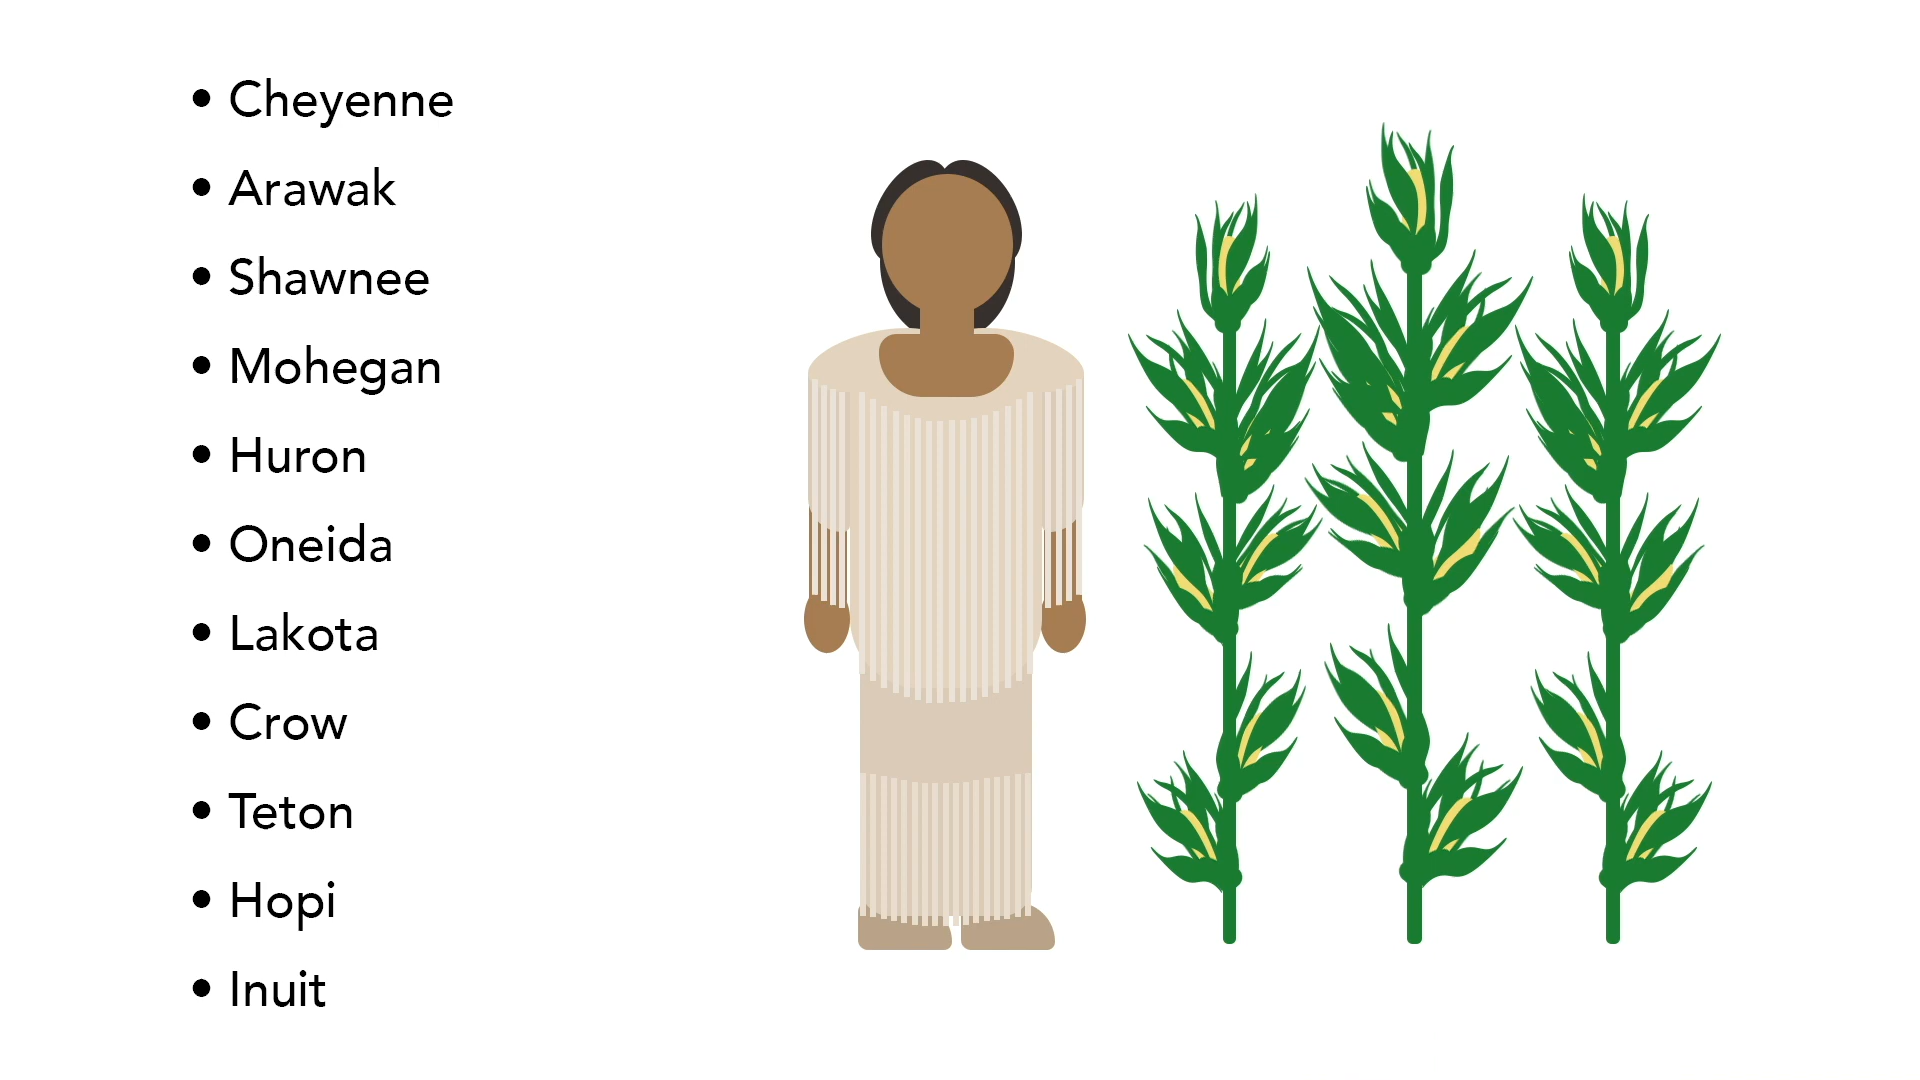 • Cheyenne
• Arawak
• Shawnee
• Mohegan
• Huron
• Oneida
• Lakota
• Crow
• Teton
• Hopi
• Inuit